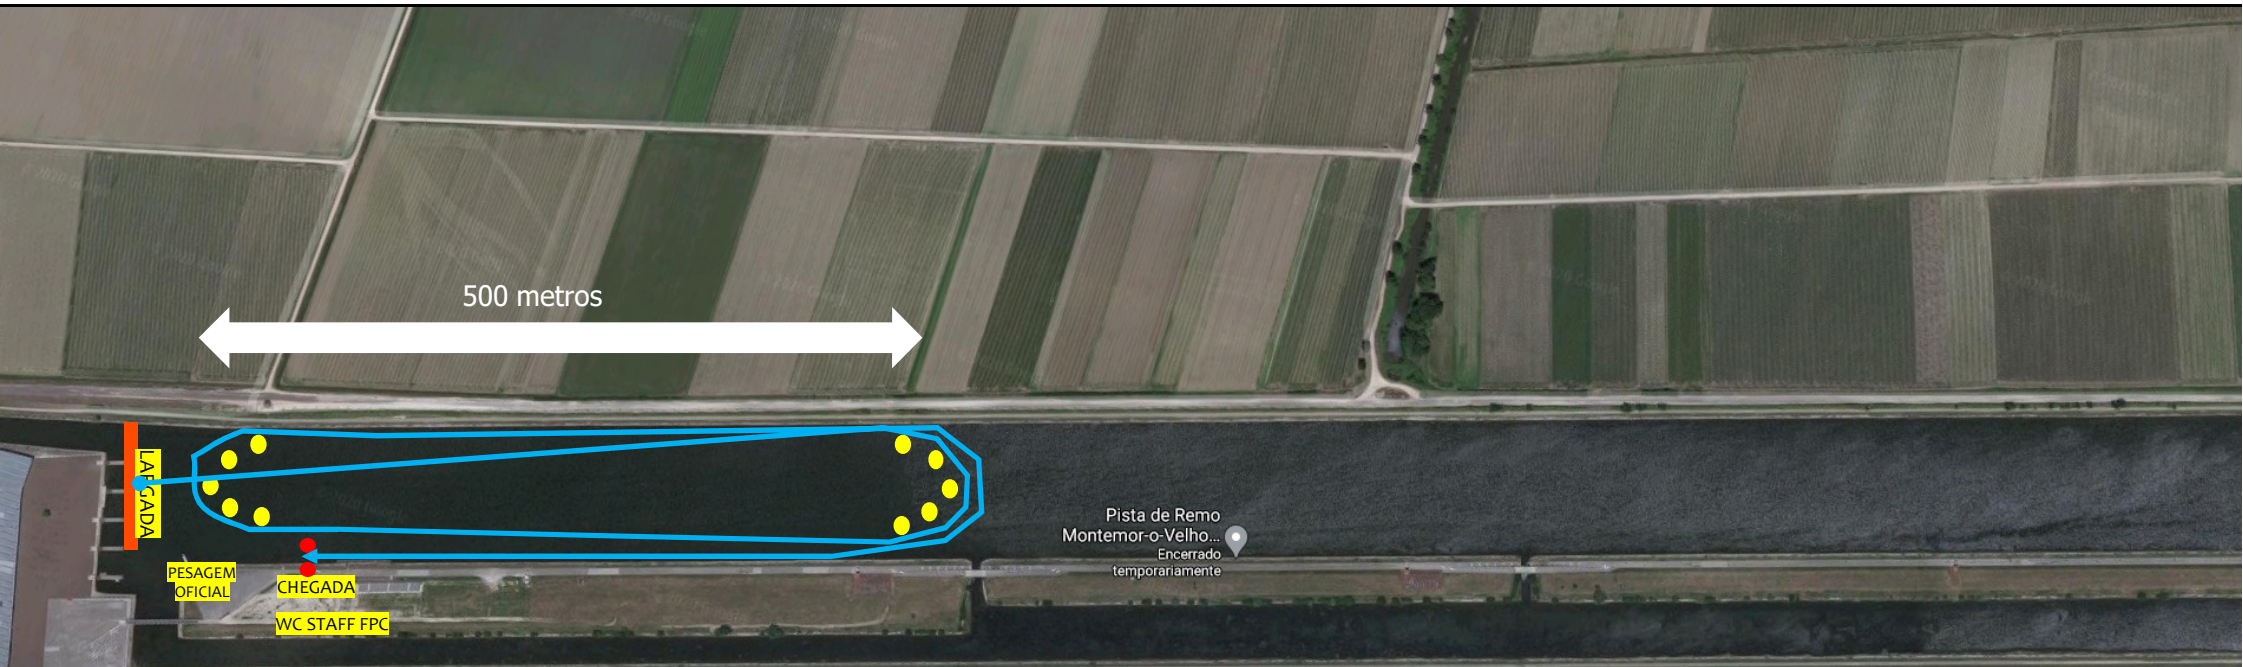 500 metros
LARGADA
Pista de Remo
Montemor-o-Velho...
Encerrado
temporariamente
PESAGEM
OFICIAL
CHEGADA
WC STAFF FPC